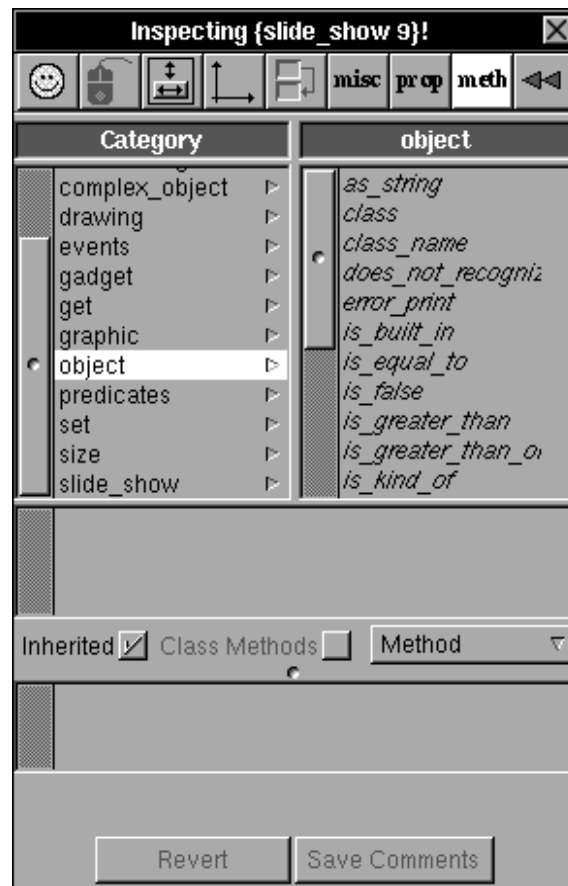 Inspecting {slide_show 9}!
misc prop meth
Category
complex_object
drawing
events
gadget
get
graphic
object
predicates
set
size
slide_show
object
as_string
class
class_name
does_not_recogniz
error_print
is_built_in
is_equal_to
is_false
is_greater_than
is_greater_than_or
is_kind_of
Inherited Class Methods Method
Revert Save Comments